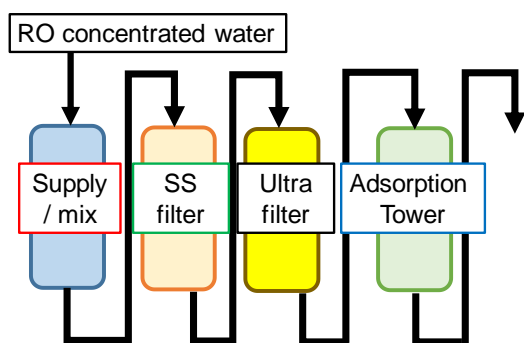 RO concentrated water
Supply
/ mix
SS
filter
Ultra
filter
Adsorption
Tower